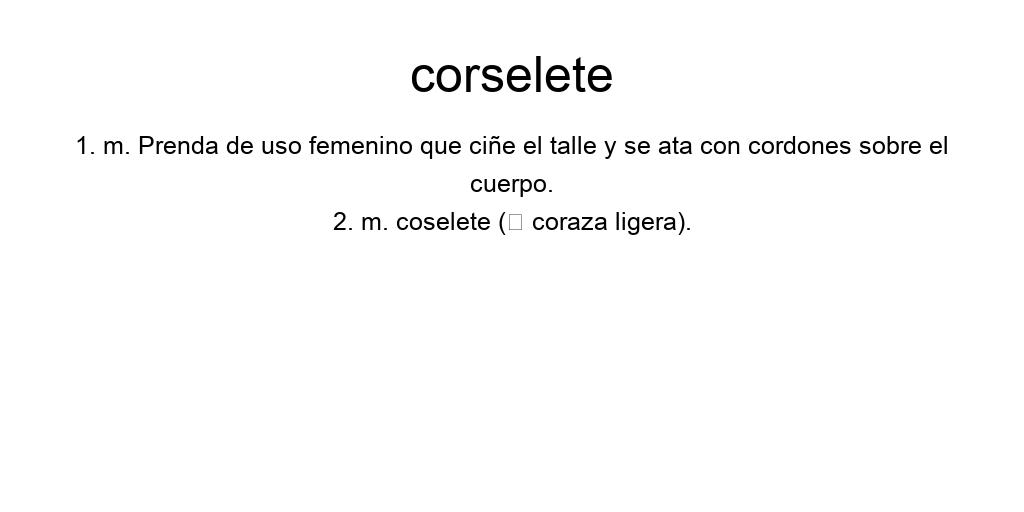 corselete
1. m. Prenda de uso femenino que ciñe el talle y se ata con cordones sobre el
cuerpo.
2. m. coselete (□ coraza ligera).